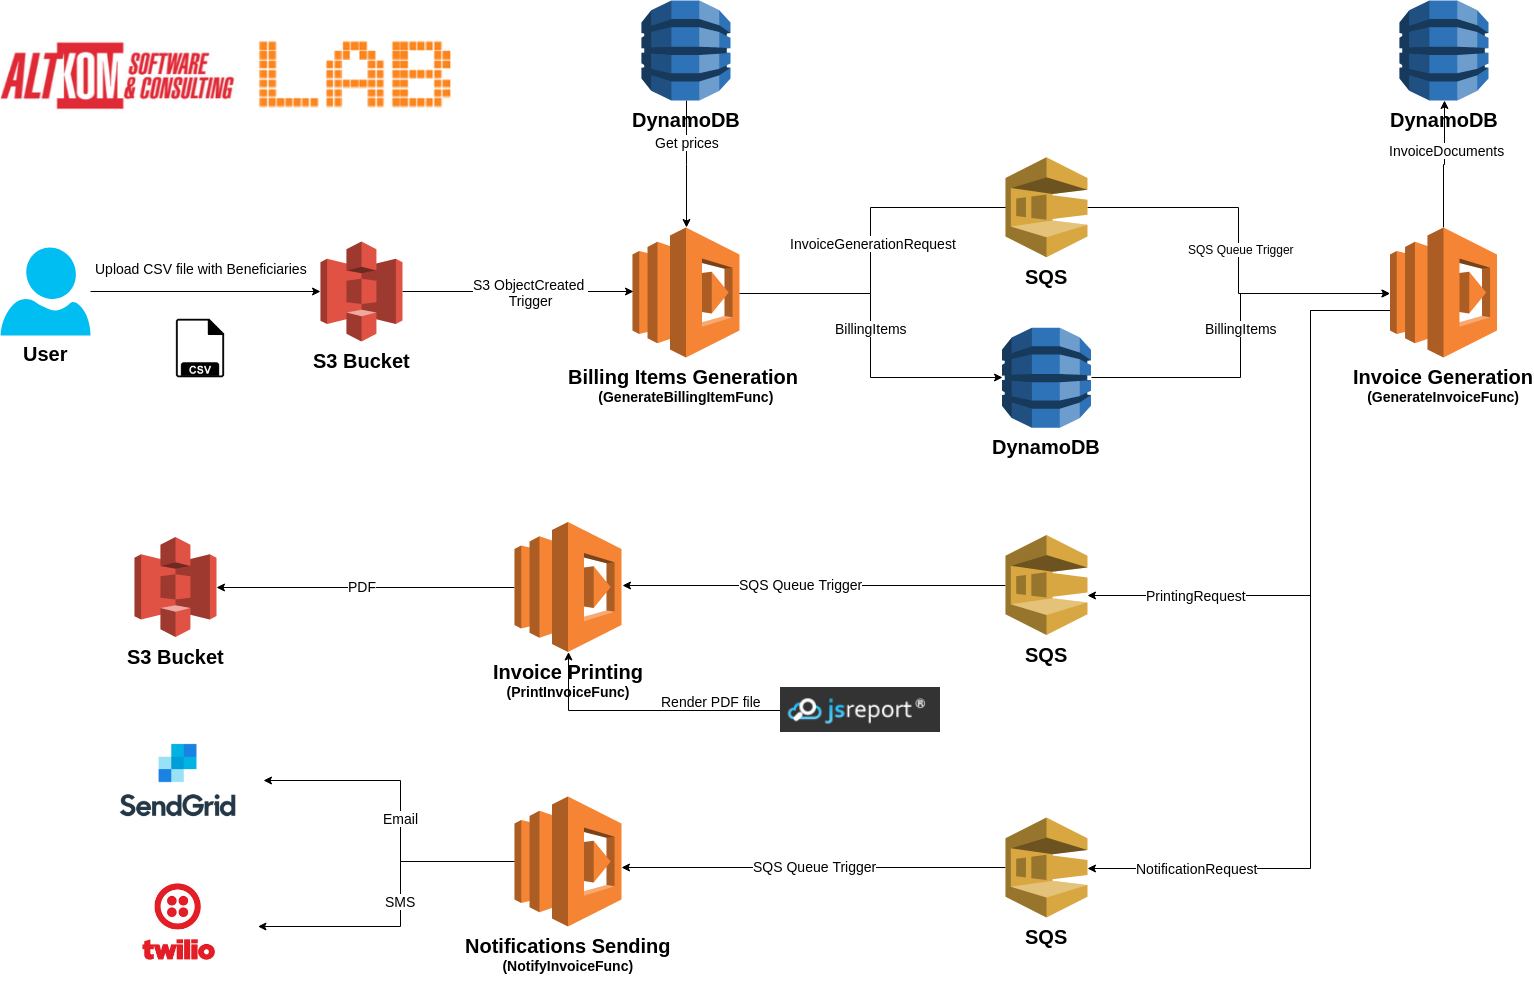 ALTKOM SOFTWARE
& CONSULTING
LAB
DynamoDB
Get prices
DynamoDB
InvoiceDocuments
Upload CSV file with Beneficiaries
CSV
User
S3 Bucket
S3 ObjectCreated
Trigger
Billing Items Generation
(GenerateBillingItemFunc)
InvoiceGenerationRequest
BillingItems
SQS
DynamoDB
SQS Queue Trigger
BillingItems
Invoice Generation
(GenerateInvoiceFunc)
S3 Bucket
PDF
Invoice Printing
(PrintInvoiceFunc)
SQS Queue Trigger
SQS
PrintingRequest
Render PDF file
jsreport ®
SendGrid
Email
twilio
SMS
Notifications Sending
(NotifyInvoiceFunc)
SQS Queue Trigger
SQS
NotificationRequest